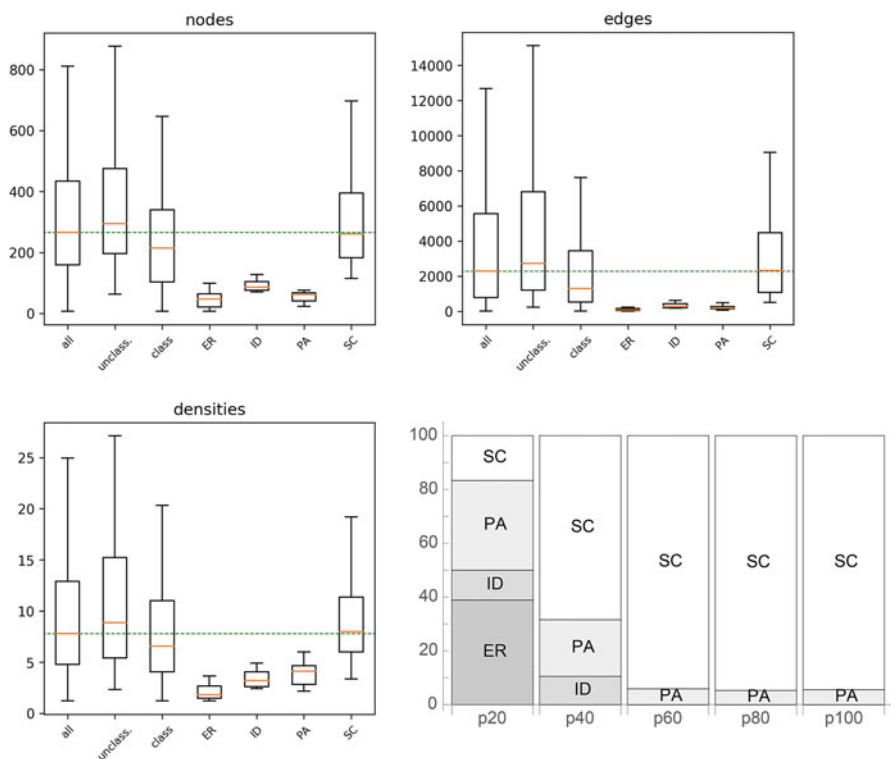 nodes
800
600
400
200
0
all unclass. class ER ID PA SC
edges
14000
12000
10000
8000
6000
4000
2000
0
all unclass. class ER ID PA SC
densities
25
20
15
10
5
0
all unclass. class ER ID PA SC
100
80
60
40
20
0
SC
PA
ID
ER
SC
PA
ID
SC
PA
SC
PA
SC
PA
p20 p40 p60 p80 p100